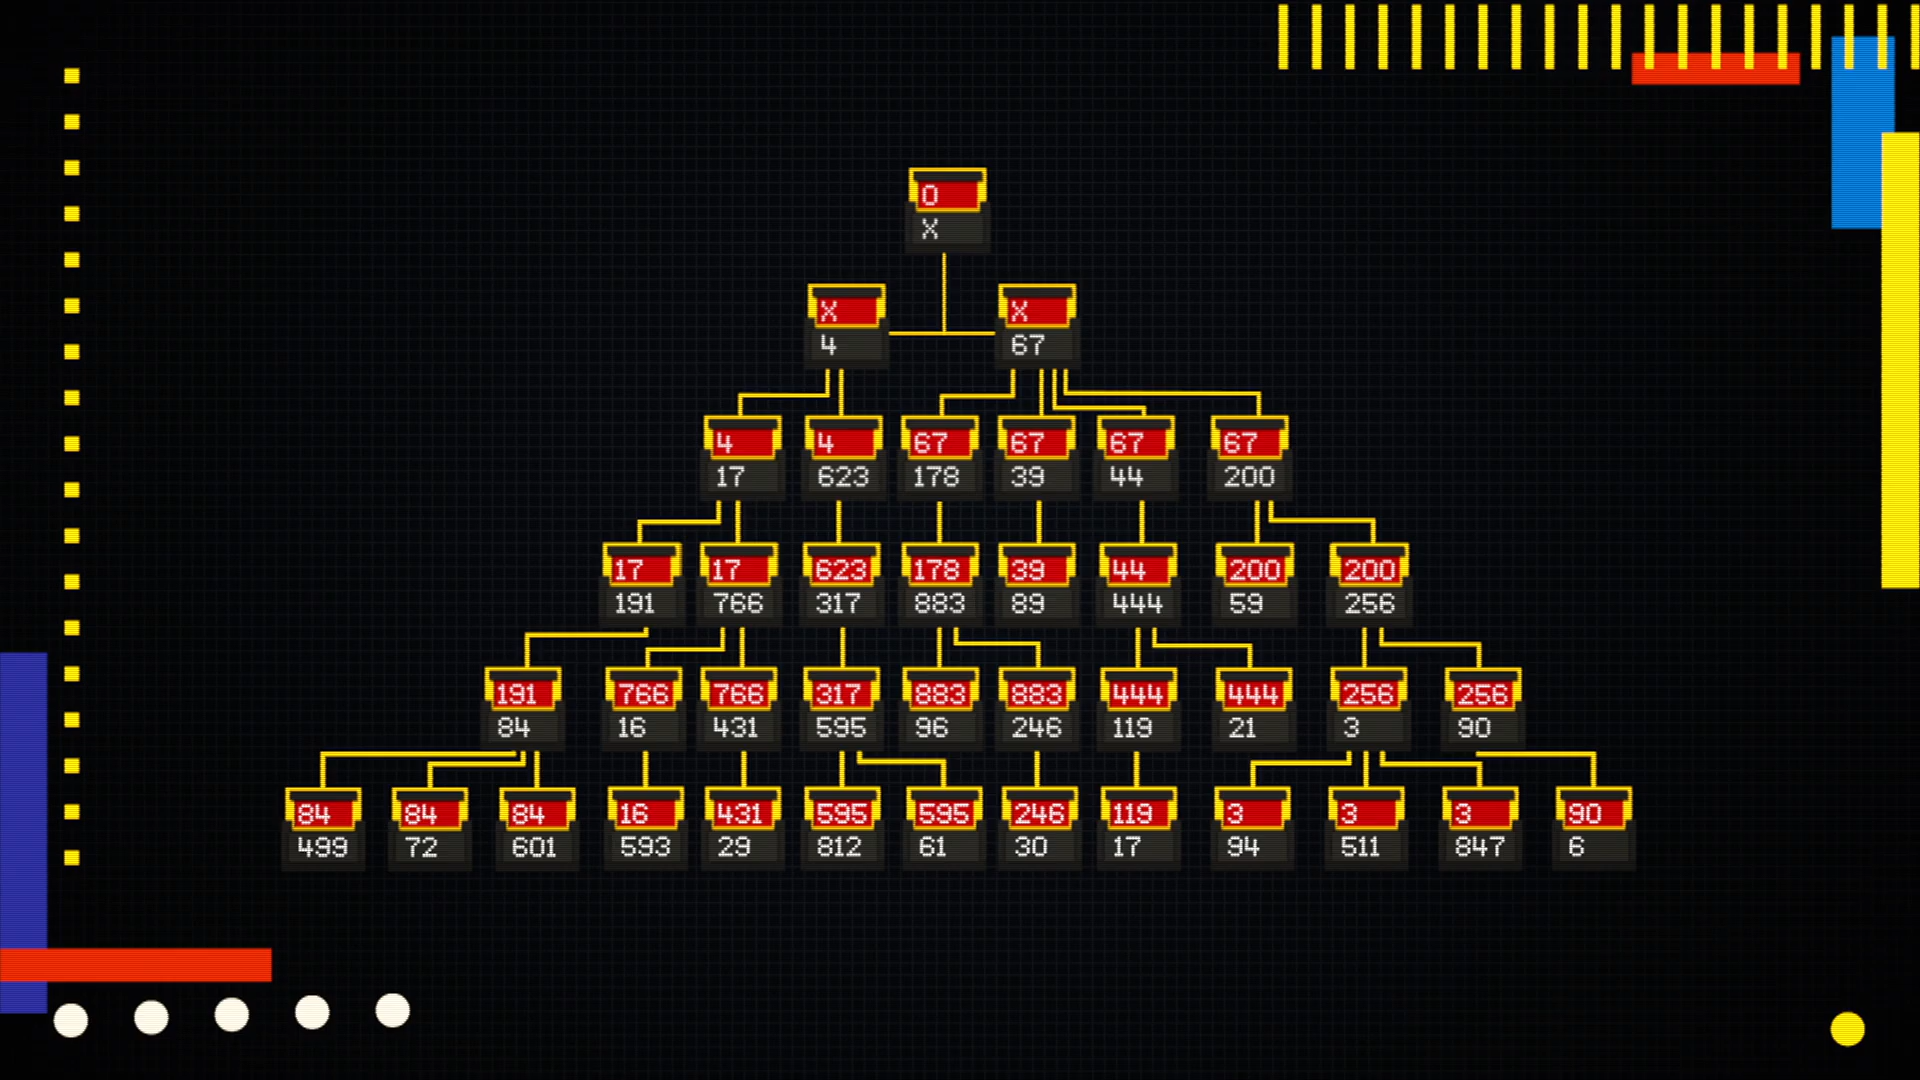 0
X
X X
4 67
4 4 67 67 67 67
17 623 178 39 44 200
17 17 623 178 39 44 200 200
191 766 317 883 89 444 59 256
191 766 766 317 883 883 444 444 256 256
84 16 431 595 96 246 119 21 3 90
84 84 84 16 431 595 595 246 119 3 3 3 90
499 72 601 593 29 812 61 30 17 94 511 847 6